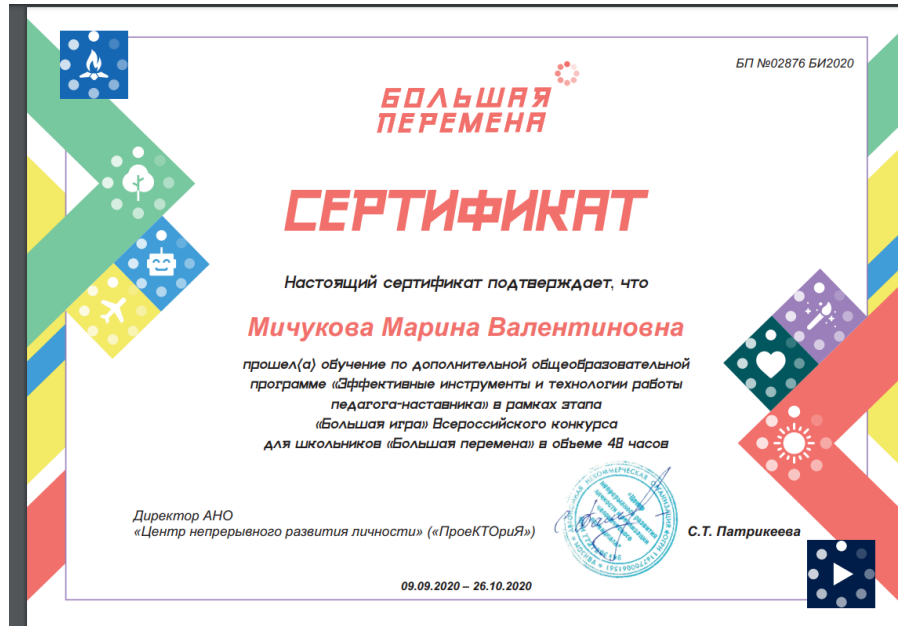 БП №02876 БИ2020
БОЛЬШАЯ
ПЕРЕМЕНА
СЕРТИФИКАТ
Настоящий сертификат подтверждает, что
Мичукова Марина Валентиновна
прошел(а) обучение по дополнительной общеобразовательной
программе «Эффективные инструменты и технологии работы
педагога-наставника» в рамках этапа
«Большая игра» Всероссийского конкурса
для школьников «Большая перемена» в объеме 48 часов
Директор АНО
«Центр непрерывного развития личности» («ПроеКТОриЯ»)
С.Т. Патрикеева
09.09.2020 – 26.10.2020